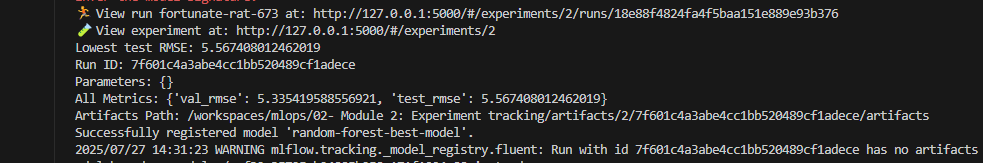 🏃 View run fortunate-rat-673 at: http://127.0.0.1:5000/#/experiments/2/runs/18e88f4824fa4f5baa151e889e93b376
🧪 View experiment at: http://127.0.0.1:5000/#/experiments/2
Lowest test RMSE: 5.567408012462019
Run ID: 7f601c4a3abe4cc1bb520489cf1adece
Parameters: {}
All Metrics: {'val_rmse': 5.335419588556921, 'test_rmse': 5.567408012462019}
Artifacts Path: /workspaces/mlops/02- Module 2: Experiment tracking/artifacts/2/7f601c4a3abe4cc1bb520489cf1adece/artifacts
Successfully registered model 'random-forest-best-model'.
2025/07/27 14:31:23 WARNING mlflow.tracking._model_registry.fluent: Run with id 7f601c4a3abe4cc1bb520489cf1adece has no artifacts